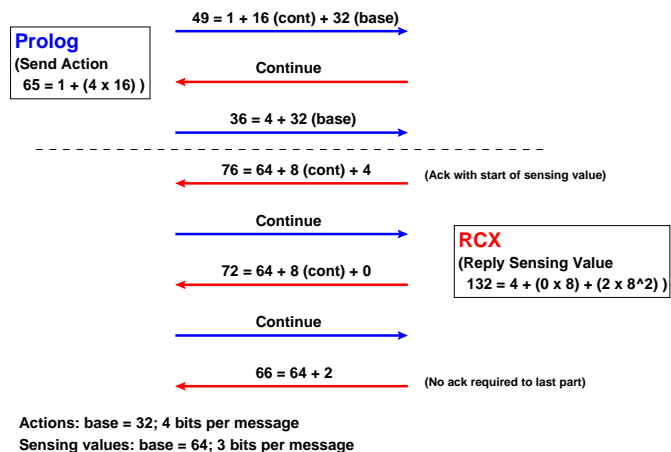 49 = 1 + 16 (cont) + 32 (base)
Prolog
(Send Action
65 = 1 + (4 x 16) )
Continue
36 = 4 + 32 (base)
76 = 64 + 8 (cont) + 4
(Ack with start of sensing value)
Continue
RCX
(Reply Sensing Value
132 = 4 + (0 x 8) + (2 x 8^2) )
72 = 64 + 8 (cont) + 0
Continue
66 = 64 + 2
(No ack required to last part)
Actions: base = 32; 4 bits per message
Sensing values: base = 64; 3 bits per message